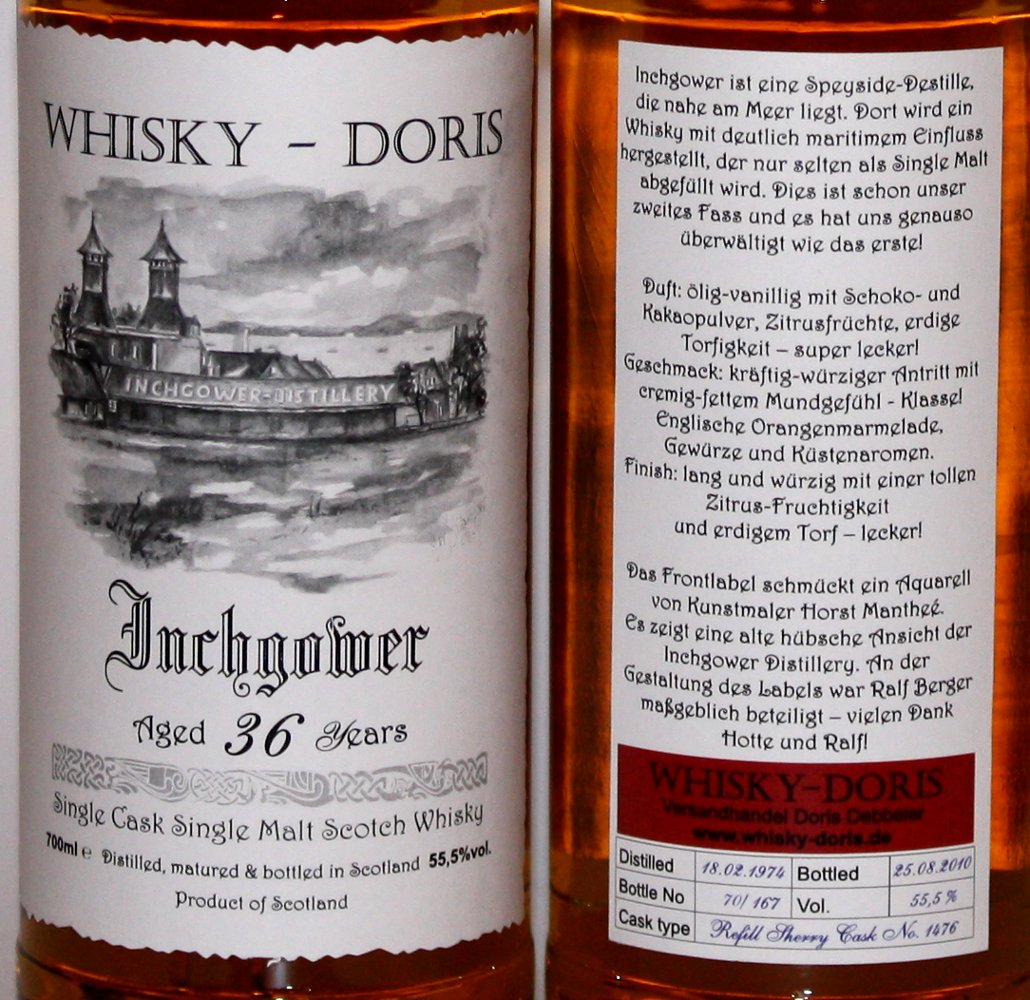 WHISKY – DORIS
INCHGOWER-DISTILLERY
Inchgower
Aged 36 Years
Single Cask Single Malt Scotch Whisky
700ml e Distilled, matured & bottled in Scotland 55,5%vol.
Product of Scotland
Inchgower ist eine Speyside-Destille,
die nahe am Meer liegt. Dort wird ein
Whisky mit deutlich maritimem Einfluss
hergestellt, der nur selten als Single Malt
abgefüllt wird. Dies ist schon unser
zweites Fass und es hat uns genauso
überwältigt wie das erste!
Duft: ölig-vanillig mit Schoko- und
Kakaopulver, Zitrusfrüchte, erdige
Torfigkeit – super lecker!
Geschmack: kräftig-würziger Antritt mit
cremig-fettem Mundgefühl - Klasse!
Englische Orangenmarmelade,
Gewürze und Küstenaromen.
Finish: lang und würzig mit einer tollen
Zitrus-Fruchtigkeit
und erdigem Torf – lecker!
Das Frontlabel schmückt ein Aquarell
von Kunstmaler Horst Mantheé.
Es zeigt eine alte hübsche Ansicht der
Inchgower Distillery. An der
Gestaltung des Labels war Ralf Berger
maßgeblich beteiligt – vielen Dank
Hotte und Ralf!
WHISKY-DORIS
Versandhandel Doris Debbeler
www.whisky-doris.de
Distilled 18.02.1974 Bottled 25.08.2010
Bottle No 70/ 167 Vol. 55,5 %
Cask type Refill Sherry Cask No. 1476